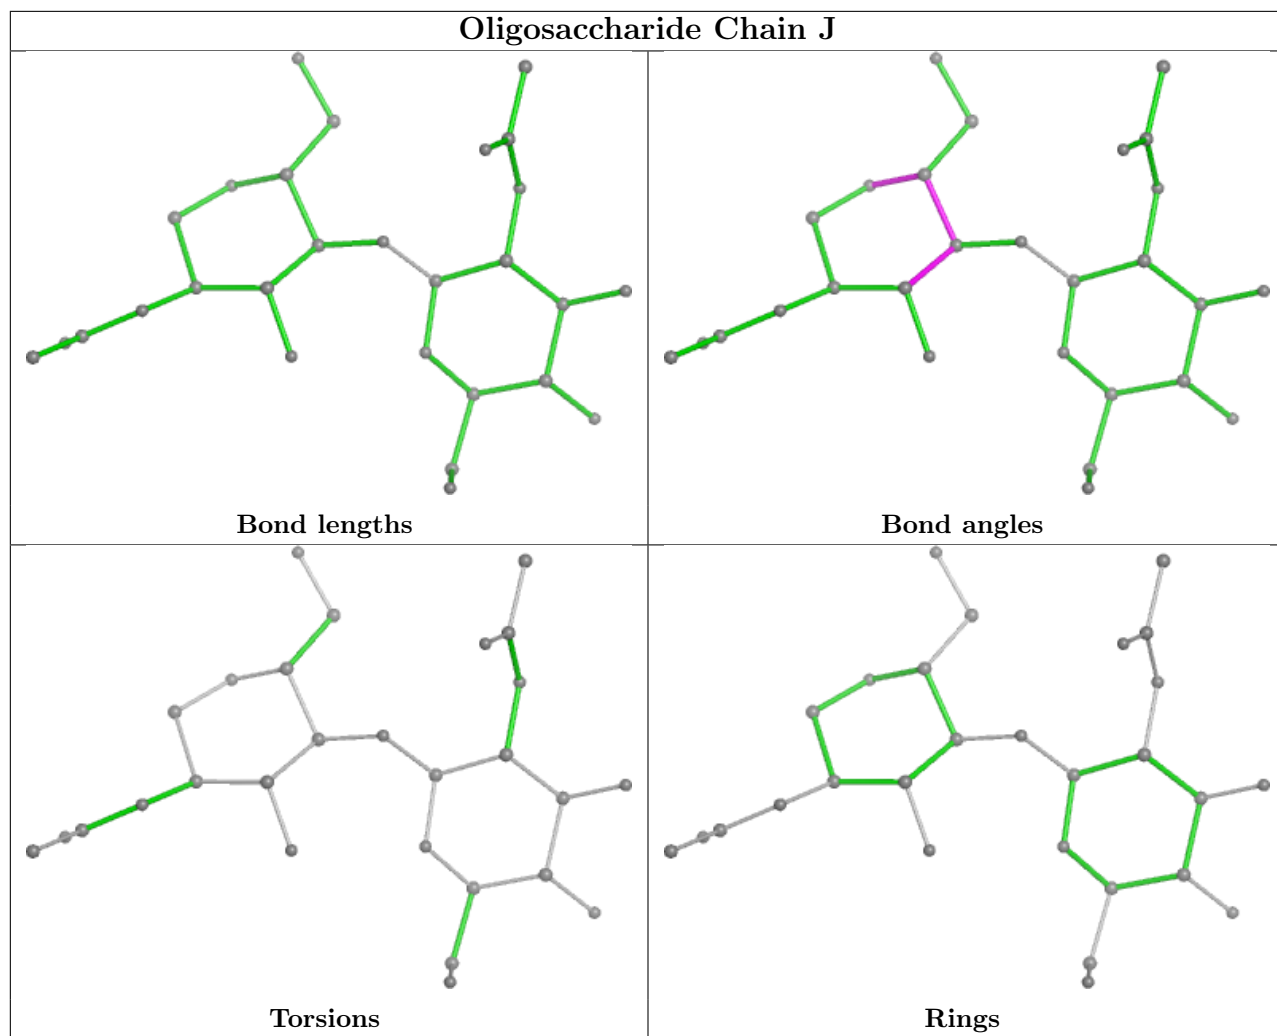 Oligosaccharide Chain J
Bond lengths
Bond angles
Torsions
Rings